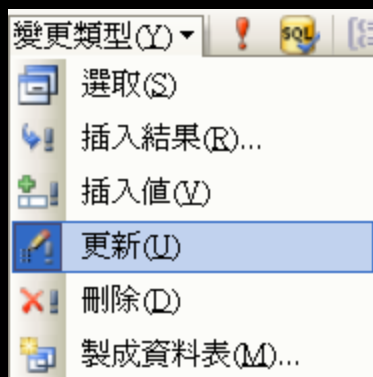 變更類型(Y)
SQL
選取(S)
插入結果(R)...
插入值(V)
更新(U)
刪除(D)
製成資料表(M)...